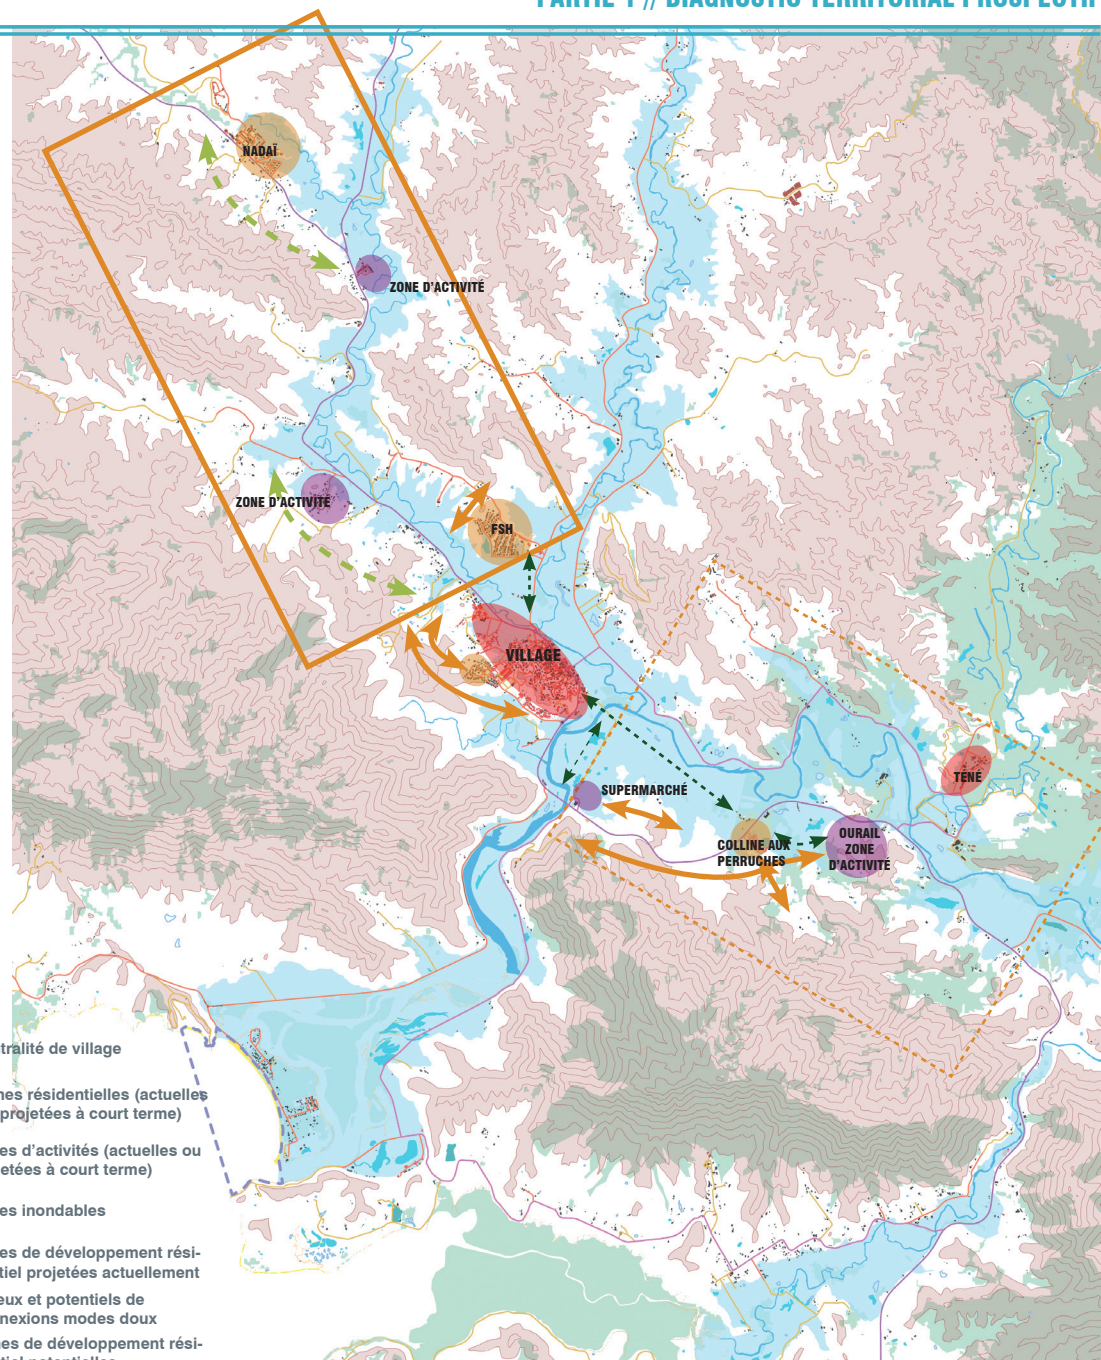 PARTIE 1 // DIAGNOSTIC TERRITORIAL PROSPECTIF
NADAÏ
ZONE D'ACTIVITÉ
ZONE D'ACTIVITÉ
FSH
VILLAGE
SUPERMARCHÉ
TÉNÉ
COLLINE AUX
PERRUCHES
OURAIL
ZONE
D'ACTIVITÉ
tralité de village
nes résidentielles (actuelles
projetées à court terme)
es d'activités (actuelles ou
etées à court terme)
es inondables
es de développement rési-
tiel projetées actuellement
eux et potentiels de
nexions modes doux
nes de développement rési-
tiel potentielles